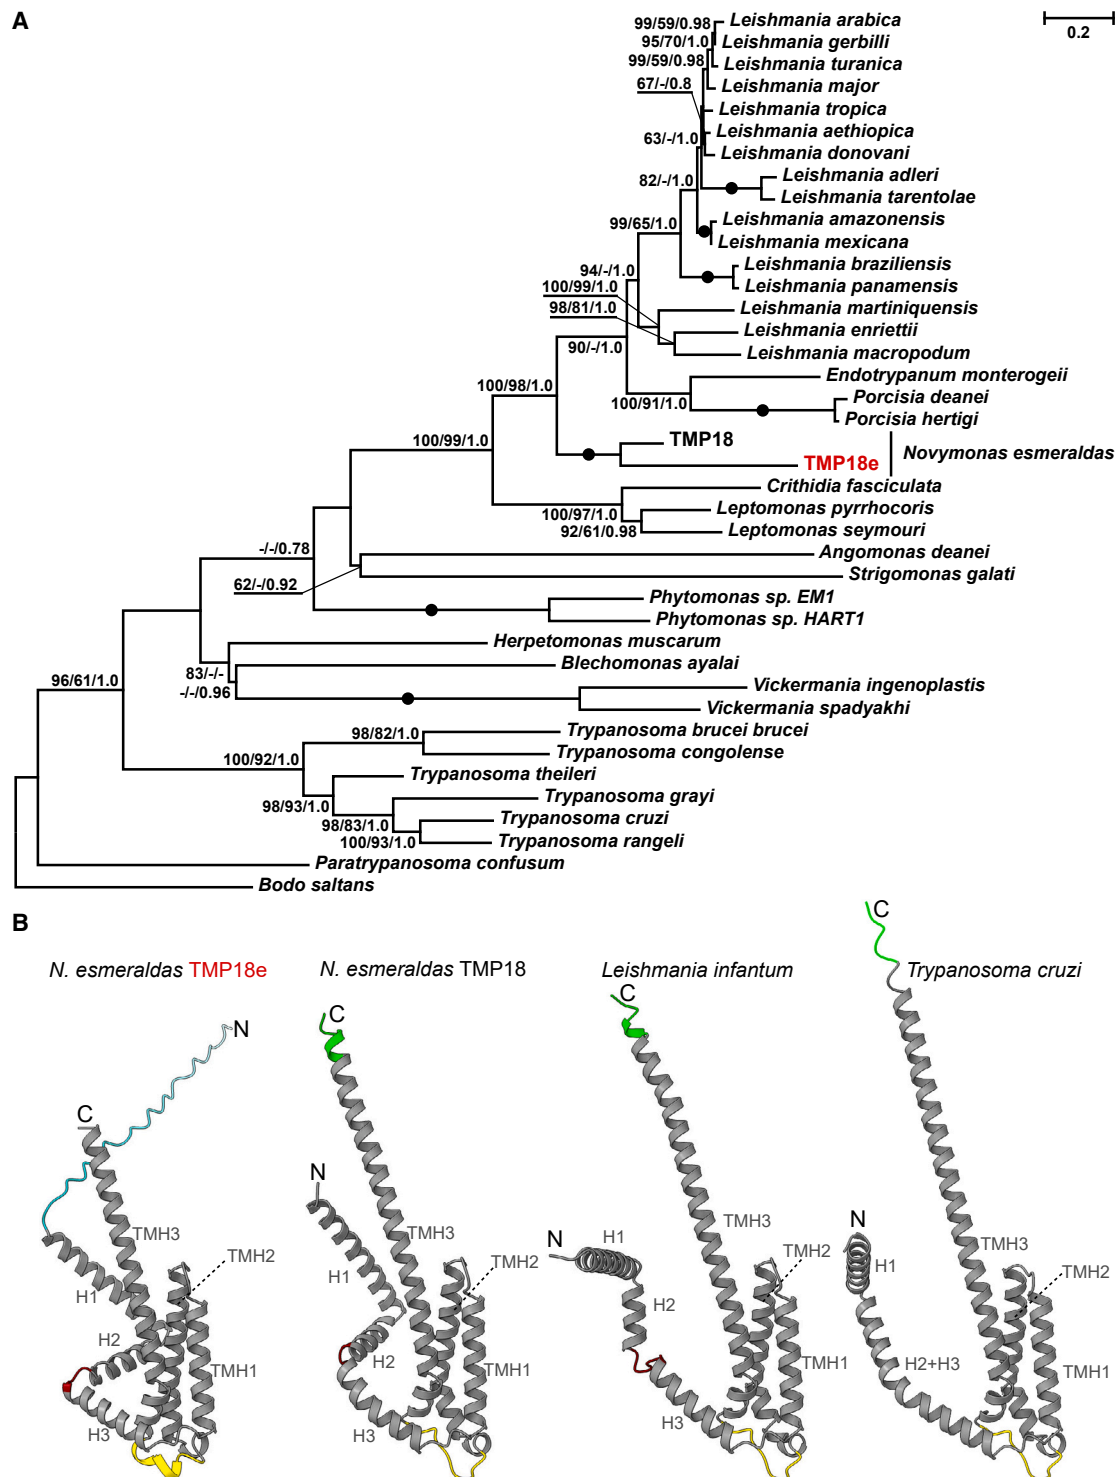 A
0.2
99/59/0.98
Leishmania arabica
95/70/1.0
Leishmania gerbilli
99/59/0.98
Leishmania turanica
67/-/0.8
Leishmania major
Leishmania tropica
63/-/1.0
Leishmania aethiopica
Leishmania donovani
82/-/1.0
Leishmania adleri
Leishmania tarentolae
99/65/1.0
Leishmania amazonensis
Leishmania mexicana
94/-/1.0
Leishmania braziliensis
100/99/1.0
Leishmania panamensis
98/81/1.0
Leishmania martiniquensis
Leishmania enriettii
90/-/1.0
Leishmania macropodum
Endotrypanum monterogeii
100/98/1.0
Porcisia deanei
100/91/1.0
Porcisia hertigi
100/99/1.0
TMP18
Novymonas esmeraldas
TMP18e
Crithidia fasciculata
100/97/1.0
Leptomonas pyrrhocoris
92/61/0.98
Leptomonas seymouri
-/-/0.78
Angomonas deanei
62/-/0.92
Strigomonas galati
Phytomonas sp. EM1
Phytomonas sp. HART1
Herpetomonas muscarum
83/-/-
Blechomonas ayalai
96/61/1.0
-/-/0.96
Vickermania ingenoplastis
Vickermania spadyakhi
98/82/1.0
Trypanosoma brucei brucei
100/92/1.0
Trypanosoma congolense
Trypanosoma theileri
98/93/1.0
Trypanosoma grayi
98/83/1.0
Trypanosoma cruzi
100/93/1.0
Trypanosoma rangeli
Paratrypanosoma confusum
Bodo saltans
B
N. esmeraldas TMP18e
N
C
TMH3
TMH2
H1
H2
TMH1
H3
N. esmeraldas TMP18
C
N
TMH3
TMH2
H1
H2
TMH1
H3
Leishmania infantum
C
N
H1
TMH3
TMH2
H2
TMH1
H3
Trypanosoma cruzi
C
N
H1
TMH3
TMH2
H2+H3
TMH1